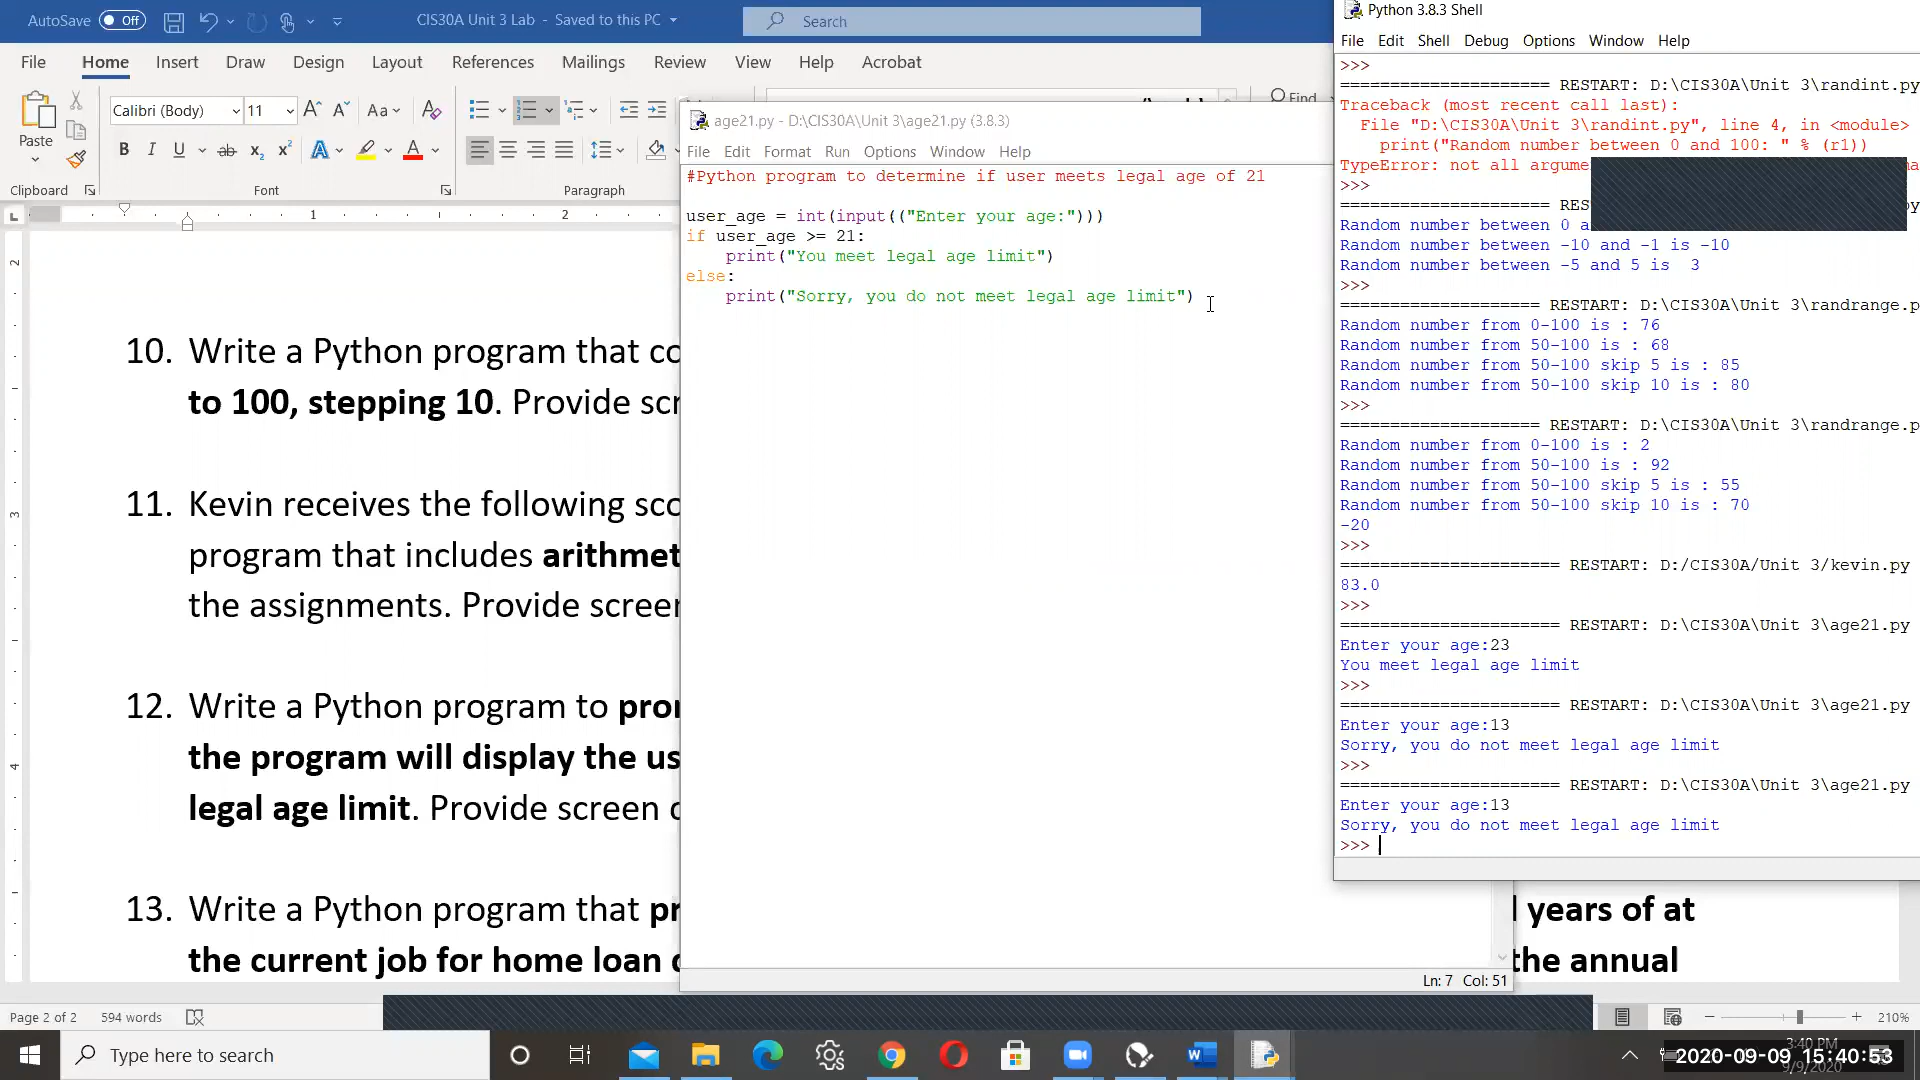 AutoSave Off CIS30A Unit 3 Lab - Saved to this PC Search
File Home Insert Draw Design Layout References Mailings Review View Help Acrobat
Paste Calibri (Body) 11 Aa Find
Clipboard Font Paragraph
10. Write a Python program that
to 100, stepping 10. Provide
11. Kevin receives the following
program that includes
the assignments. Provide
12. Write a Python program to
the program will display the
legal age limit. Provide screen
13. Write a Python program that
the current job for home loan
years of at
the annual
Page 2 of 2 594 words 210%
age21.py - D:\CIS30A\Unit 3\age21.py (3.8.3)
File Edit Format Run Options Window Help
#Python program to determine if user meets legal age of 21
user_age = int(input(("Enter your age:")))
if user_age >= 21:
print("You meet legal age limit")
else:
print("Sorry, you do not meet legal age limit")
Ln: 7 Col: 51
Python 3.8.3 Shell
File Edit Shell Debug Options Window Help
>>>
===================== RESTART: D:\CIS30A\Unit 3\randint.py
Traceback (most recent call last):
File "D:\CIS30A\Unit 3\randint.py", line 4, in <module>
print("Random number between 0 and 100: " % (r1))
TypeError: not all
>>>
Random number between 0
Random number between -10 and -1 is -10
Random number between -5 and 5 is 3
>>>
==================== RESTART: D:\CIS30A\Unit 3\randrange.p
Random number from 0-100 is : 76
Random number from 50-100 is : 68
Random number from 50-100 skip 5 is : 85
Random number from 50-100 skip 10 is : 80
>>>
==================== RESTART: D:\CIS30A\Unit 3\randrange.p
Random number from 0-100 is : 2
Random number from 50-100 is : 92
Random number from 50-100 skip 5 is : 55
Random number from 50-100 skip 10 is : 70
-20
>>>
====================== RESTART: D:/CIS30A/Unit 3/kevin.py
83.0
>>>
====================== RESTART: D:\CIS30A\Unit 3\age21.py
Enter your age:23
You meet legal age limit
>>>
====================== RESTART: D:\CIS30A\Unit 3\age21.py
Enter your age:13
Sorry, you do not meet legal age limit
>>>
====================== RESTART: D:\CIS30A\Unit 3\age21.py
Enter your age:13
Sorry, you do not meet legal age limit
>>>
Type here to search
3:40 PM
2020-09-09 15:40:53
9/9/2020